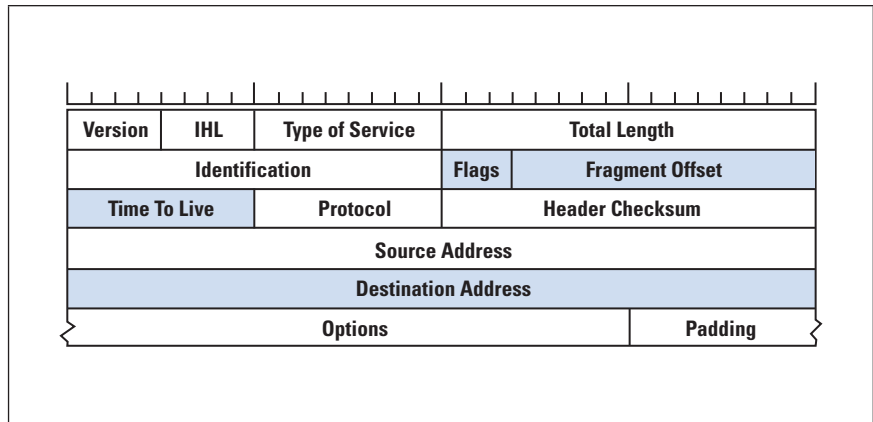 Version IHL Type of Service Total Length
Identification Flags Fragment Offset
Time To Live Protocol Header Checksum
Source Address
Destination Address
Options Padding